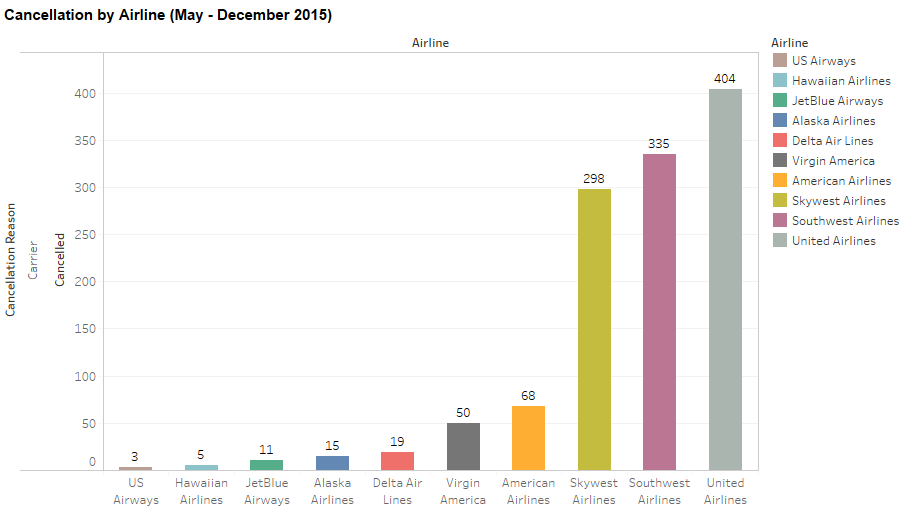 Cancellation by Airline (May - December 2015)
Airline
Cancellation Reason
Carrier
Cancelled
400
350
300
250
200
150
100
50
0
3
5
11
15
19
50
68
298
335
404
US
Airways
Hawaiian
Airlines
JetBlue
Airways
Alaska
Airlines
Delta Air
Lines
Virgin
America
American
Airlines
Skywest
Airlines
Southwest
Airlines
United
Airlines
Airline
US Airways
Hawaiian Airlines
JetBlue Airways
Alaska Airlines
Delta Air Lines
Virgin America
American Airlines
Skywest Airlines
Southwest Airlines
United Airlines